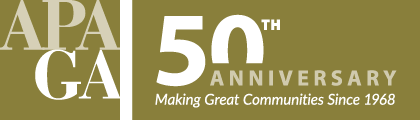 APA
GA
50TH
ANNIVERSARY
Making Great Communities Since 1968